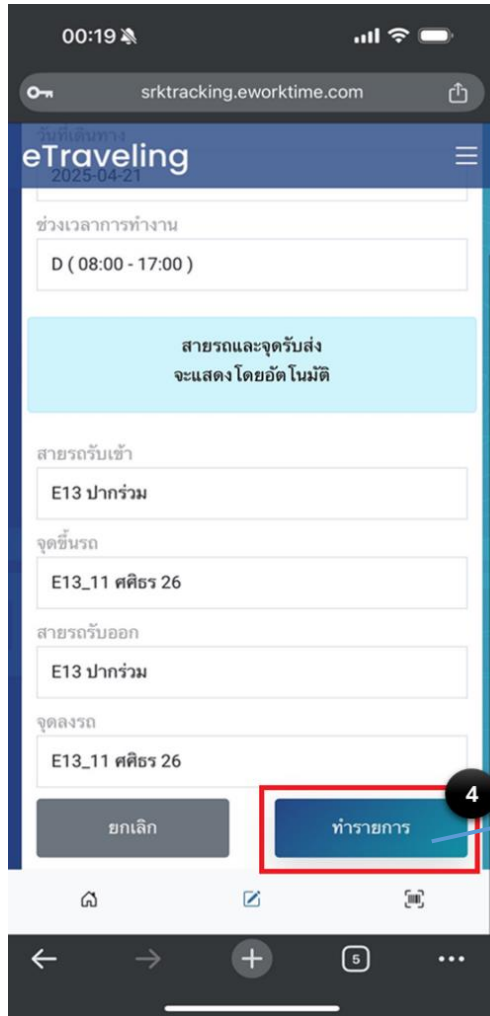 00:19
srktracking.eworktime.com
วันที่เดินทาง
eTraveling
2025-04-21
ช่วงเวลาการทำงาน
D ( 08:00 - 17:00 )
สายรถและจุดรับส่ง
จะแสดงโดยอัตโนมัติ
สายรถรับเข้า
E13 ปากร่วม
จุดขึ้นรถ
E13_11 ศศิธร 26
สายรถรับออก
E13 ปากร่วม
จุดลงรถ
E13_11 ศศิธร 26
4
ยกเลิก
ทำรายการ
5